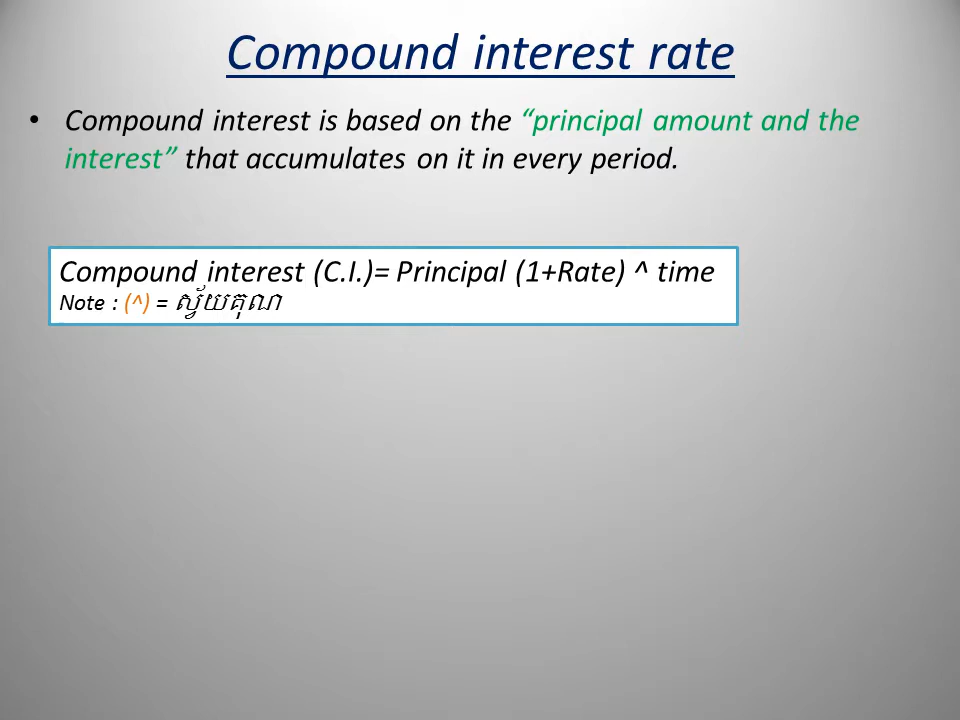 Compound interest rate
• Compound interest is based on the “principal amount and the
interest” that accumulates on it in every period.
Compound interest (C.I.)= Principal (1+Rate) ^ time
Note : (^) = ស្វ័យគុណ